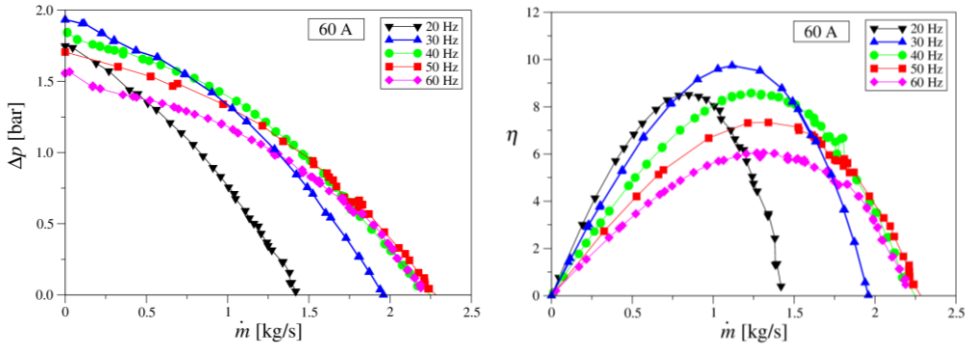 60 A
20 Hz
30 Hz
40 Hz
50 Hz
60 Hz
Δp [bar]
2.0
1.5
1.0
0.5
0.0
0 0.5 1 1.5 2 2.5
ṁ [kg/s]
60 A
20 Hz
30 Hz
40 Hz
50 Hz
60 Hz
η
12
10
8
6
4
2
0
0 0.5 1 1.5 2 2.5
ṁ [kg/s]